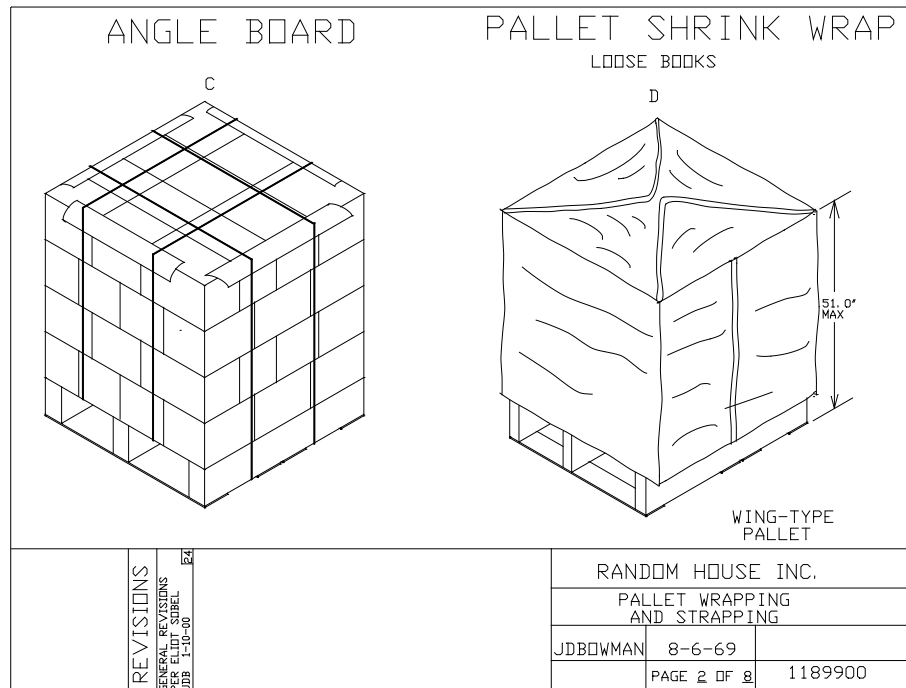 ANGLE BOARD
C
PALLET SHRINK WRAP
LOOSE BOOKS
D
51.0"
MAX
WING-TYPE
PALLET
REVISIONS
GENERAL REVISIONS
PER ELIOT SOBEL
JDB 1-10-00
24
RANDOM HOUSE INC.
PALLET WRAPPING
AND STRAPPING
JDBOWMAN 8-6-69
PAGE 2 OF 8 1189900